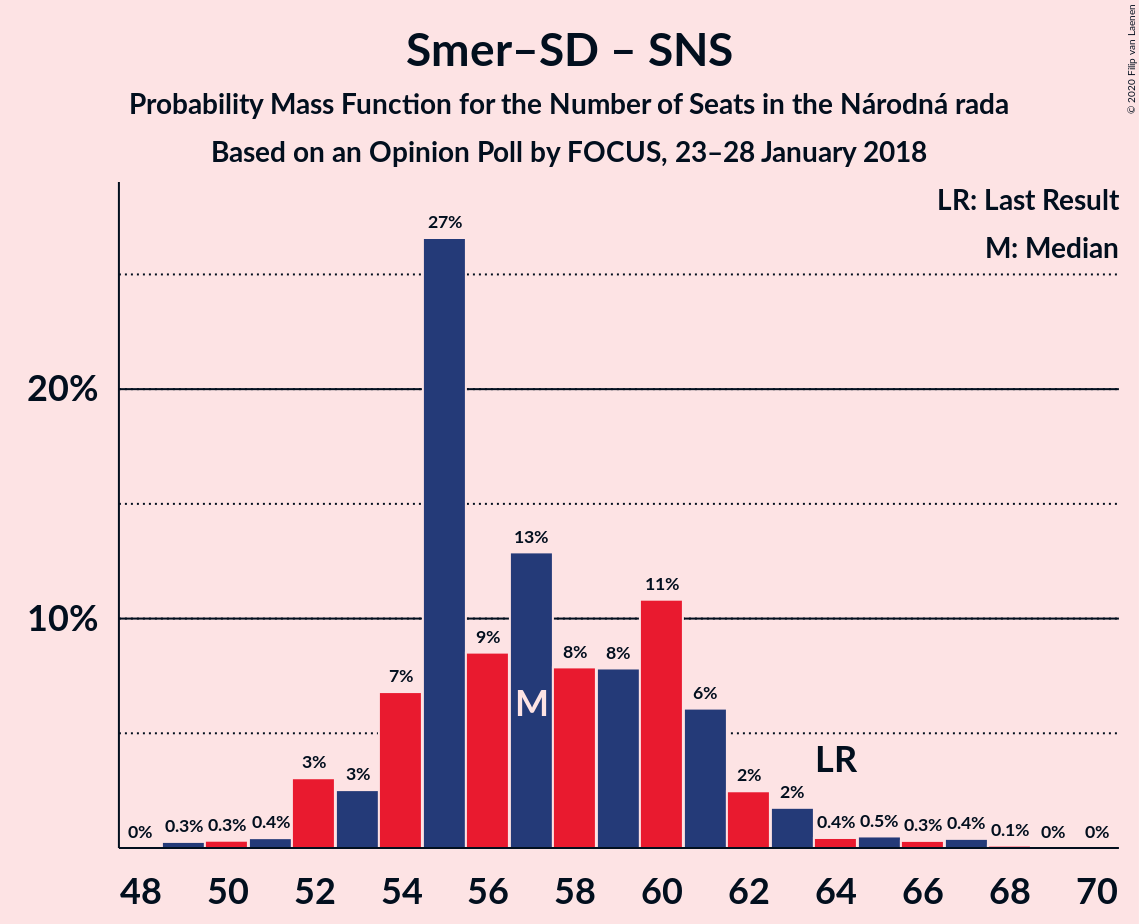 Smer–SD – SNS
Probability Mass Function for the Number of Seats in the Národná rada
Based on an Opinion Poll by FOCUS, 23–28 January 2018
© 2020 Filip van Laenen
LR: Last Result
M: Median
20%
10%
0%
0.3%
0.3%
0.4%
3%
3%
7%
27%
9%
13%
8%
8%
11%
6%
2%
2%
0.4%
0.5%
0.3%
0.4%
0.1%
0%
0%
M
LR
48 50 52 54 56 58 60 62 64 66 68 70